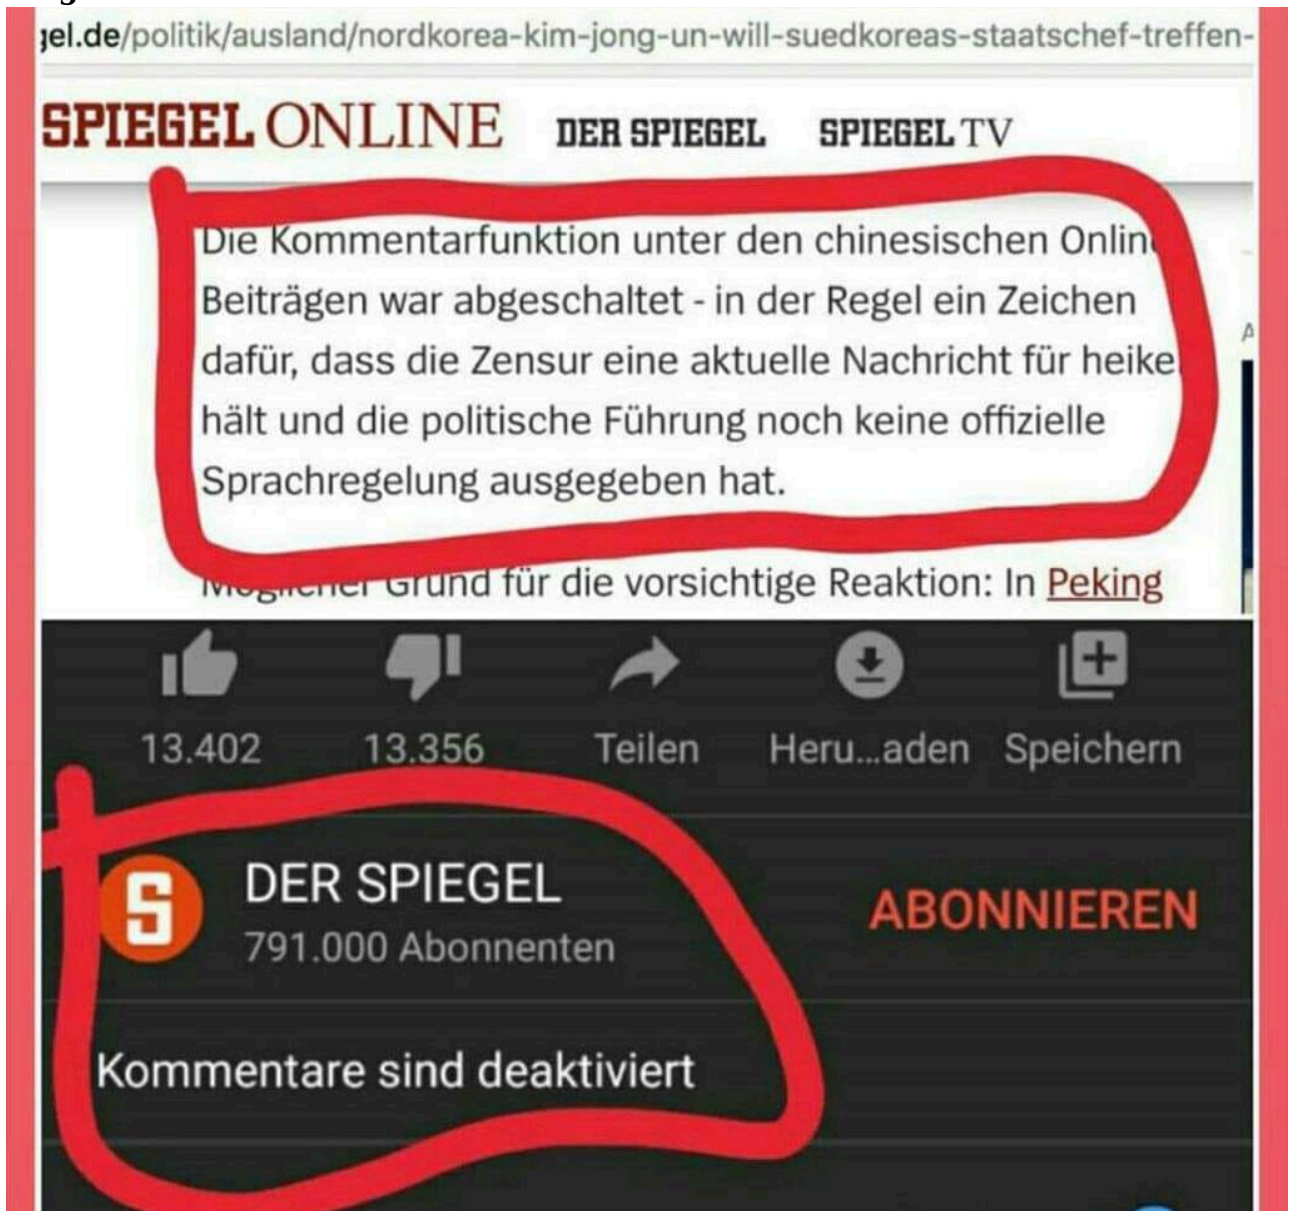 gel.de/politik/ausland/nordkorea-kim-jong-un-will-suedkoreas-staatschef-treffen-
SPIEGEL ONLINE DER SPIEGEL SPIEGEL TV
Die Kommentarfunktion unter den chinesischen Onlin
Beiträgen war abgeschaltet - in der Regel ein Zeichen
dafür, dass die Zensur eine aktuelle Nachricht für heikel
hält und die politische Führung noch keine offizielle
Sprachregelung ausgegeben hat.
Möglicher Grund für die vorsichtige Reaktion: In Peking
13.402 13.356 Teilen Heru...aden Speichern
DER SPIEGEL
791.000 Abonnenten
ABONNIEREN
Kommentare sind deaktiviert